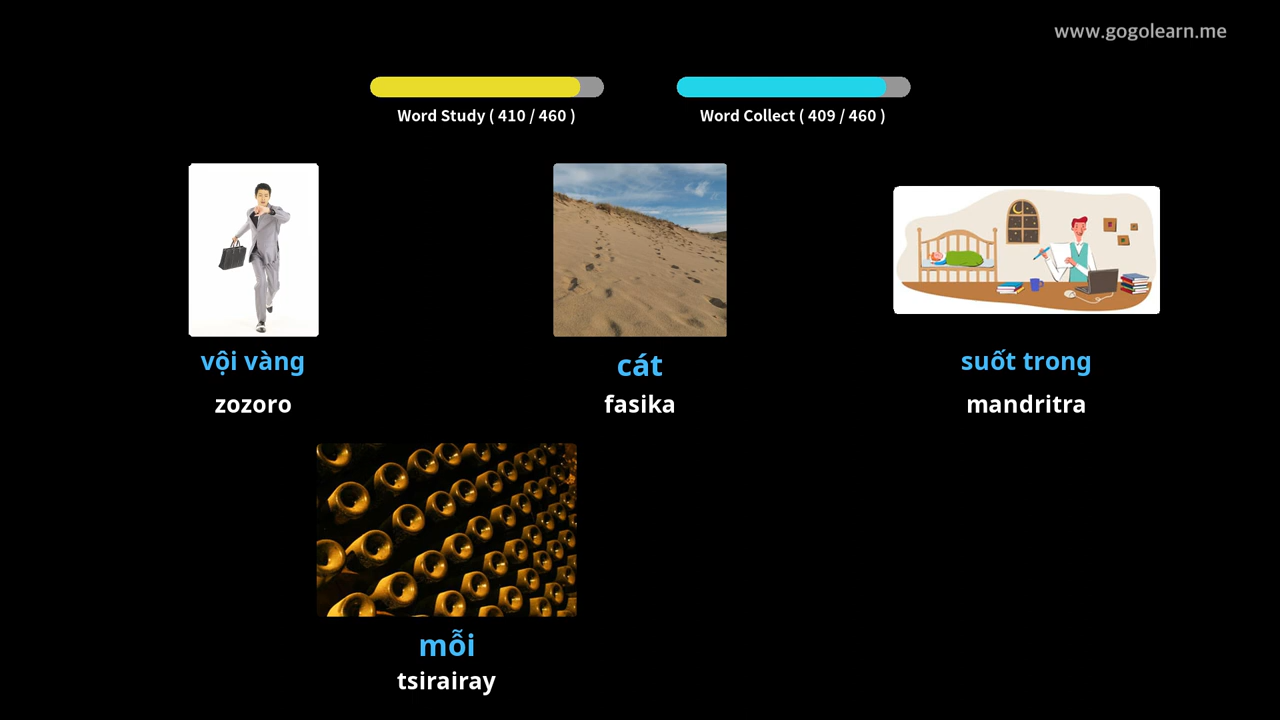 www.gogolearn.me
Word Study ( 410 / 460 )
Word Collect ( 409 / 460 )
vội vàng
zozoro
cát
fasika
suốt trong
mandritra
mỗi
tsirairay